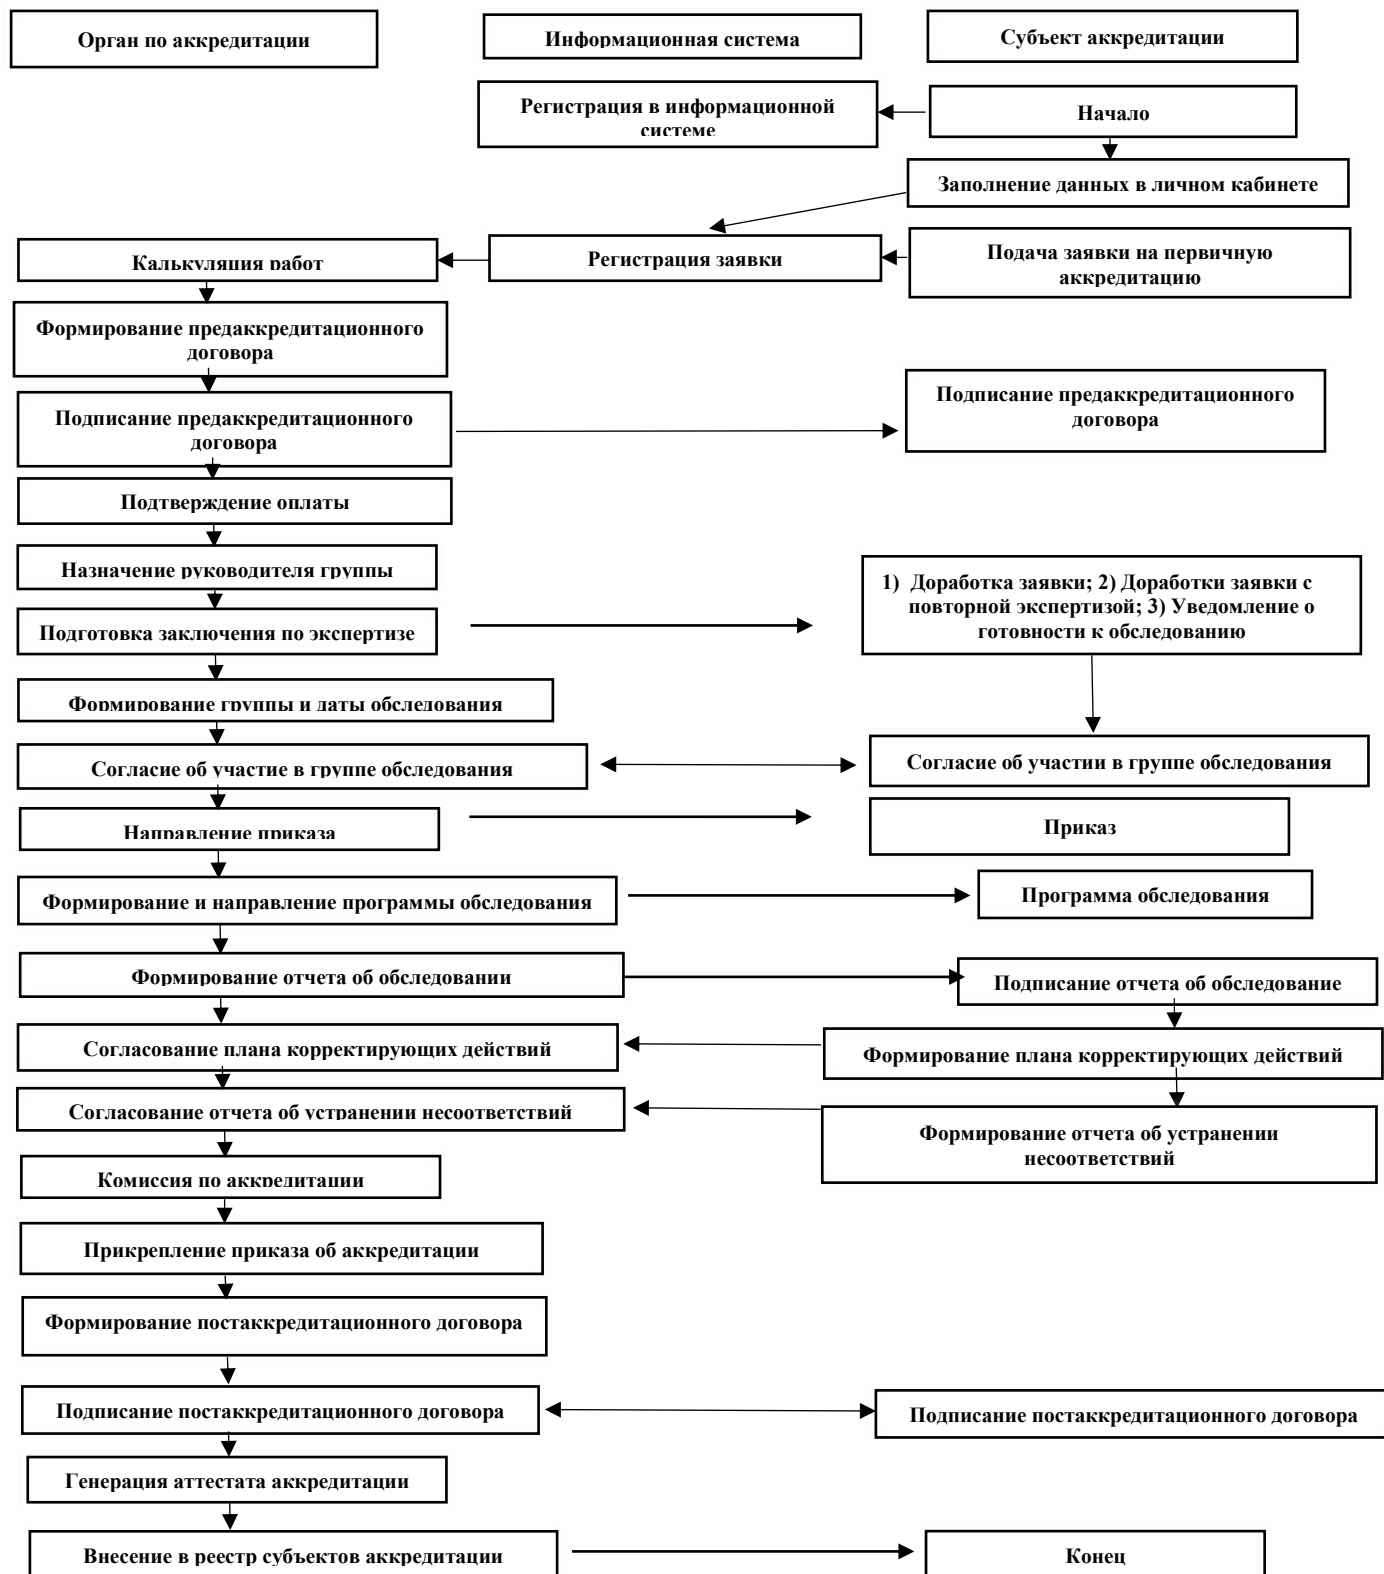 Орган по аккредитации
Информационная система
Субъект аккредитации
Регистрация в информационной
системе
Начало
Заполнение данных в личном кабинете
Калькуляция работ
Регистрация заявки
Подача заявки на первичную
аккредитацию
Формирование предаккредитационного
договора
Подписание предаккредитационного
договора
Подписание предаккредитационного
договора
Подтверждение оплаты
Назначение руководителя группы
1) Доработка заявки; 2) Доработки заявки с
повторной экспертизой; 3) Уведомление о
готовности к обследованию
Подготовка заключения по экспертизе
Формирование группы и даты обследования
Согласие об участие в группе обследования
Согласие об участии в группе обследования
Направление приказа
Приказ
Формирование и направление программы обследования
Программа обследования
Формирование отчета об обследовании
Подписание отчета об обследование
Согласование плана корректирующих действий
Формирование плана корректирующих действий
Согласование отчета об устранении несоответствий
Формирование отчета об устранении
несоответствий
Комиссия по аккредитации
Прикрепление приказа об аккредитации
Формирование постаккредитационного договора
Подписание постаккредитационного договора
Подписание постаккредитационного договора
Генерация аттестата аккредитации
Внесение в реестр субъектов аккредитации
Конец